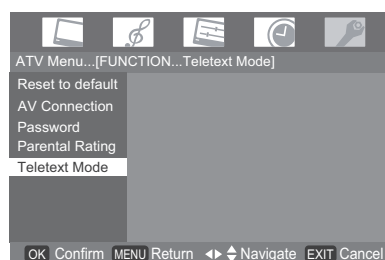 ATV Menu...[FUNCTION...Teletext Mode]
Reset to default
AV Connection
Password
Parental Rating
Teletext Mode
OK Confirm MENU Return Navigate EXIT Cancel